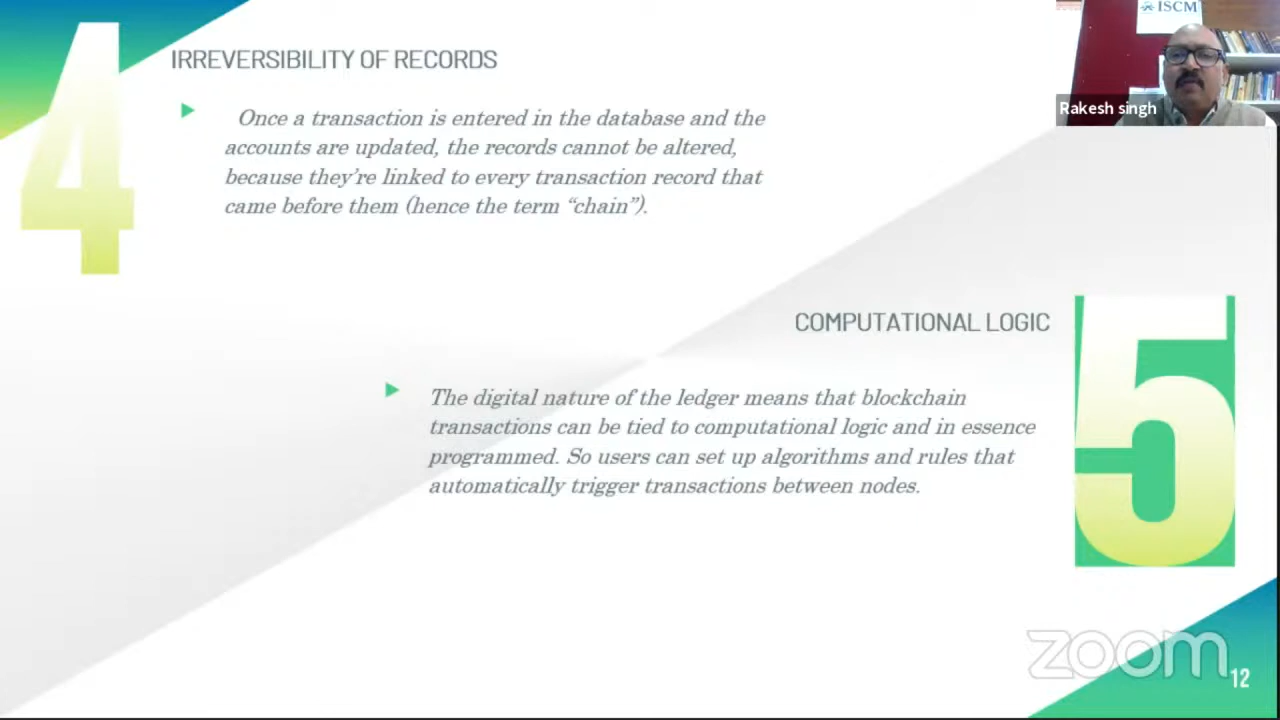 ISCM
Rakesh singh
4
IRREVERSIBILITY OF RECORDS
Once a transaction is entered in the database and the
accounts are updated, the records cannot be altered,
because they're linked to every transaction record that
came before them (hence the term “chain”).
COMPUTATIONAL LOGIC
5
The digital nature of the ledger means that blockchain
transactions can be tied to computational logic and in essence
programmed. So users can set up algorithms and rules that
automatically trigger transactions between nodes.
zoom
12